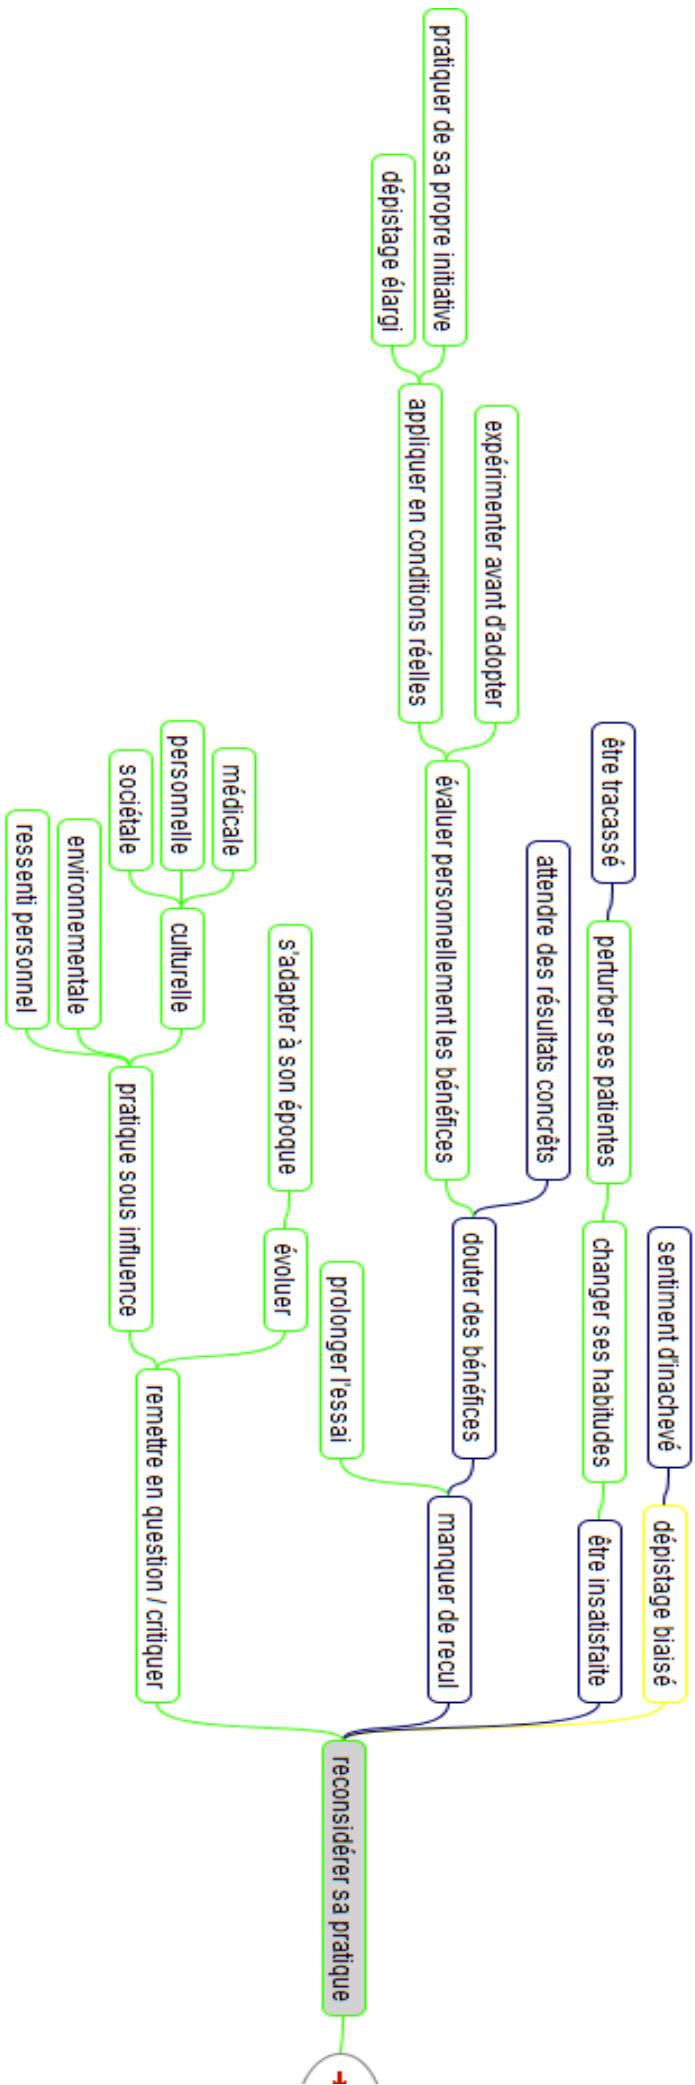 sentiment d'inachevé
dépistage biaisé
être tracassé
perturber ses patientes
changer ses habitudes
être insatisfaite
attendre des résultats concrêts
expérimenter avant d'adopter
pratiquer de sa propre initiative
dépistage élargi
appliquer en conditions réelles
évaluer personnellement les bénéfices
douter des bénéfices
prolonger l'essai
manquer de recul
reconsidérer sa pratique
s'adapter à son époque
évoluer
médicale
personnelle
sociétale
culturelle
environnementale
ressenti personnel
pratique sous influence
remettre en question / critiquer